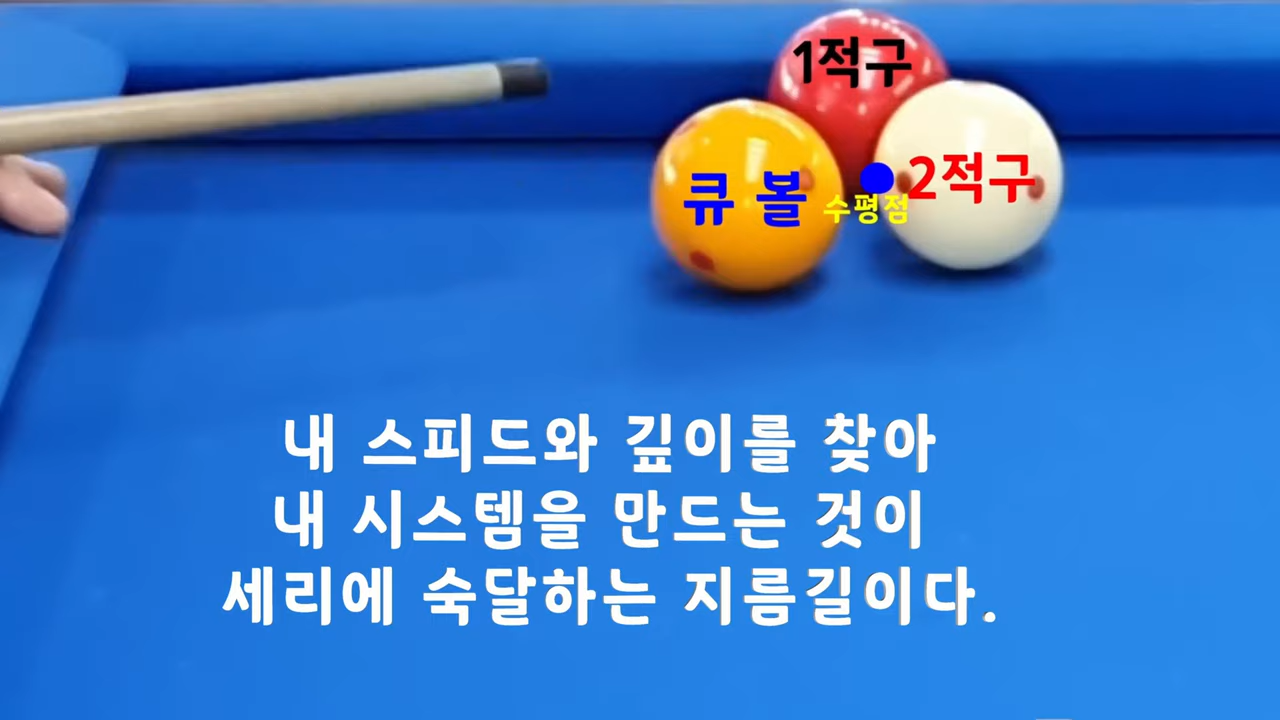 1적구
큐 볼
2적구
수평점
내 스피드와 깊이를 찾아
내 시스템을 만드는 것이
세리에 숙달하는 지름길이다.